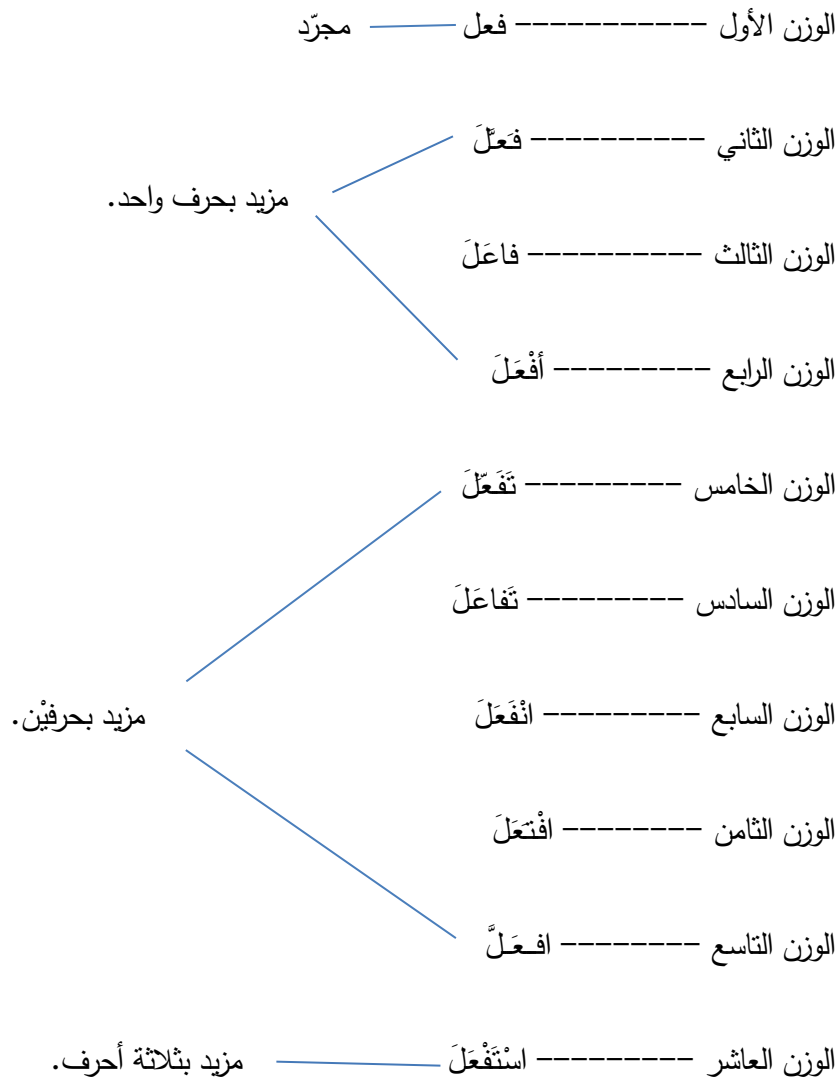 الوزن الأول ----------- فعل مجرّد
الوزن الثاني ---------- فَعَّلَ
مزيد بحرف واحد.
الوزن الثالث ---------- فاعَلَ
الوزن الرابع --------- أفْعَلَ
الوزن الخامس --------- تَفَعّلَ
الوزن السادس --------- تَفاعَلَ
الوزن السابع --------- انْفَعَلَ
مزيد بحرفيْن.
الوزن الثامن -------- افْتَعَلَ
الوزن التاسع -------- افـعَـلَّ
الوزن العاشر --------- اسْتَفْعَلَ مزيد بثلاثة أحرف.